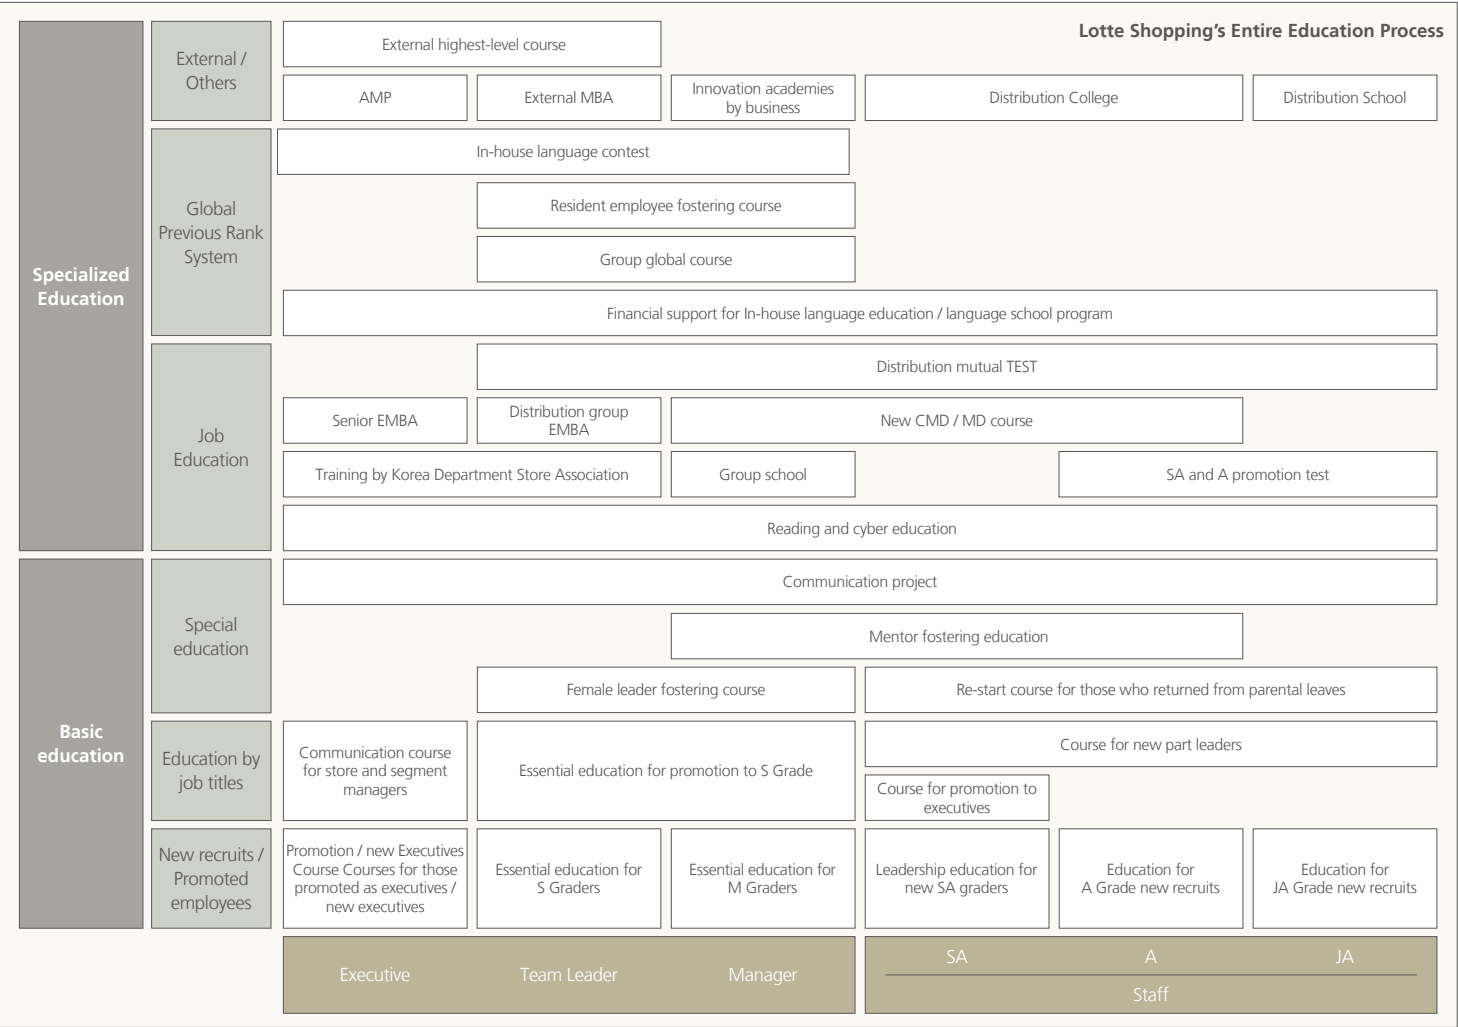 Lotte Shopping's Entire Education Process
Specialized
Education
External /
Others
External highest-level course
AMP
External MBA
Innovation academies
by business
Distribution College
Distribution School
Global
Previous Rank
System
In-house language contest
Resident employee fostering course
Group global course
Financial support for In-house language education / language school program
Job
Education
Distribution mutual TEST
Senior EMBA
Distribution group
EMBA
New CMD / MD course
Training by Korea Department Store Association
Group school
SA and A promotion test
Reading and cyber education
Basic
education
Special
education
Communication project
Mentor fostering education
Female leader fostering course
Re-start course for those who returned from parental leaves
Education by
job titles
Communication course
for store and segment
managers
Essential education for promotion to S Grade
Course for new part leaders
Course for promotion to
executives
New recruits /
Promoted
employees
Promotion / new Executives
Course Courses for those
promoted as executives /
new executives
Essential education for
S Graders
Essential education for
M Graders
Leadership education for
new SA graders
Education for
A Grade new recruits
Education for
JA Grade new recruits
Executive
Team Leader
Manager
SA
A
JA
Staff